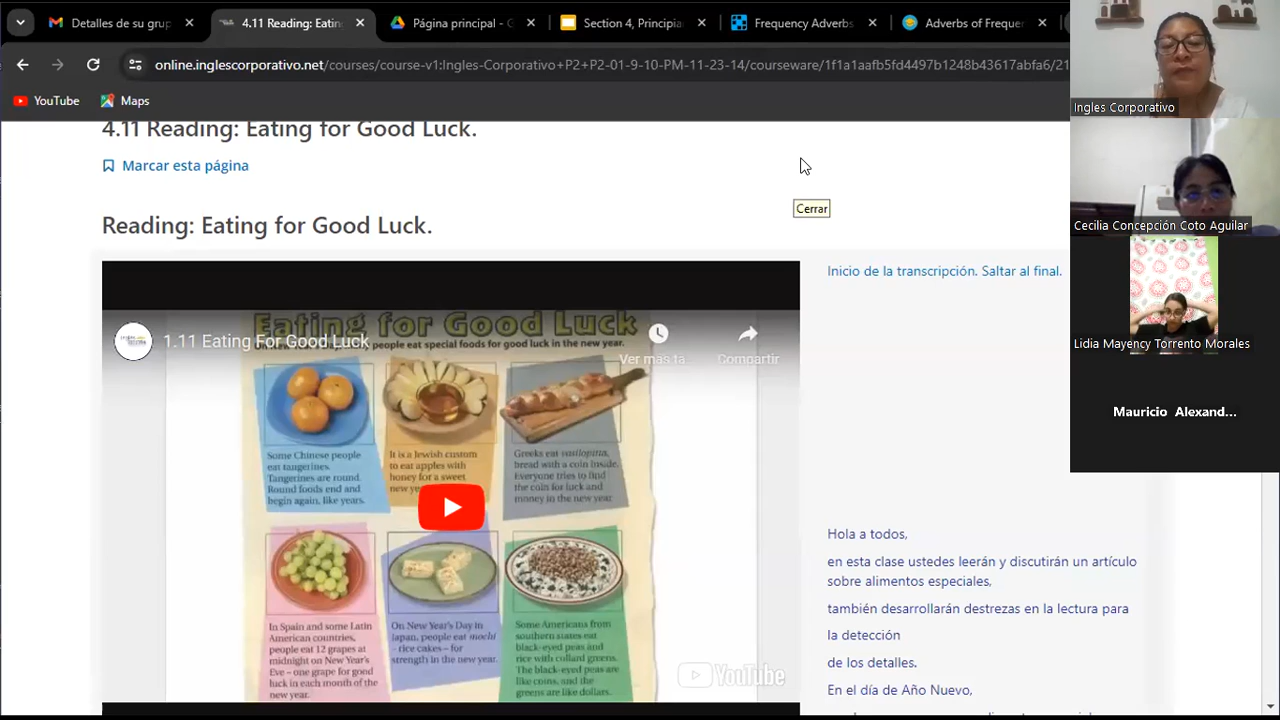 Detalles de su grup
4.11 Reading: Eatin
Página principal - G
Section 4, Principian
Frequency Adverbs
Adverbs of Frequen
online.inglescorporativo.net/courses/course-v1:Ingles-Corporativo+P2+P2-01-9-10-PM-11-23-14/courseware/1f1a1aafb5fd4497b1248b43617abfa6/21
YouTube
Maps
4.11 Reading: Eating for Good Luck.
Marcar esta página
Cerrar
Reading: Eating for Good Luck.
Eating for Good Luck
1.11 Eating For Good Luck
people eat special foods for good luck in the new year.
Ver más ta...
Compartir
Some Chinese people
eat tangerines.
Tangerines are round.
Round foods end and
begin again, like years.
It is a Jewish custom
to eat apples with
honey for a sweet
new
Greeks eat vasilopitta,
bread with a coin inside.
Everyone tries to find
the coin for luck and
money in the new year
In Spain and some Latin
American countries,
people eat 12 grapes at
midnight on New Year's
Eve – one grape for good
luck in each month of the
new year.
On New Year's Day in
Japan, people eat mochi
– rice cakes – for
strength in the new year.
Some Americans from
southern states eat
black-eyed peas and
rice with collard greens.
The black-eyed peas are
like coins, and the
greens are like dollars.
YouTube
Inicio de la transcripción. Saltar al final.
Hola a todos,
en esta clase ustedes leerán y discutirán un artículo
sobre alimentos especiales,
también desarrollarán destrezas en la lectura para
la detección
de los detalles.
En el día de Año Nuevo,
Ingles Corporativo
Cecilia Concepción Coto Aguilar
Lidia Mayency Torrento Morales
Mauricio Alexand...